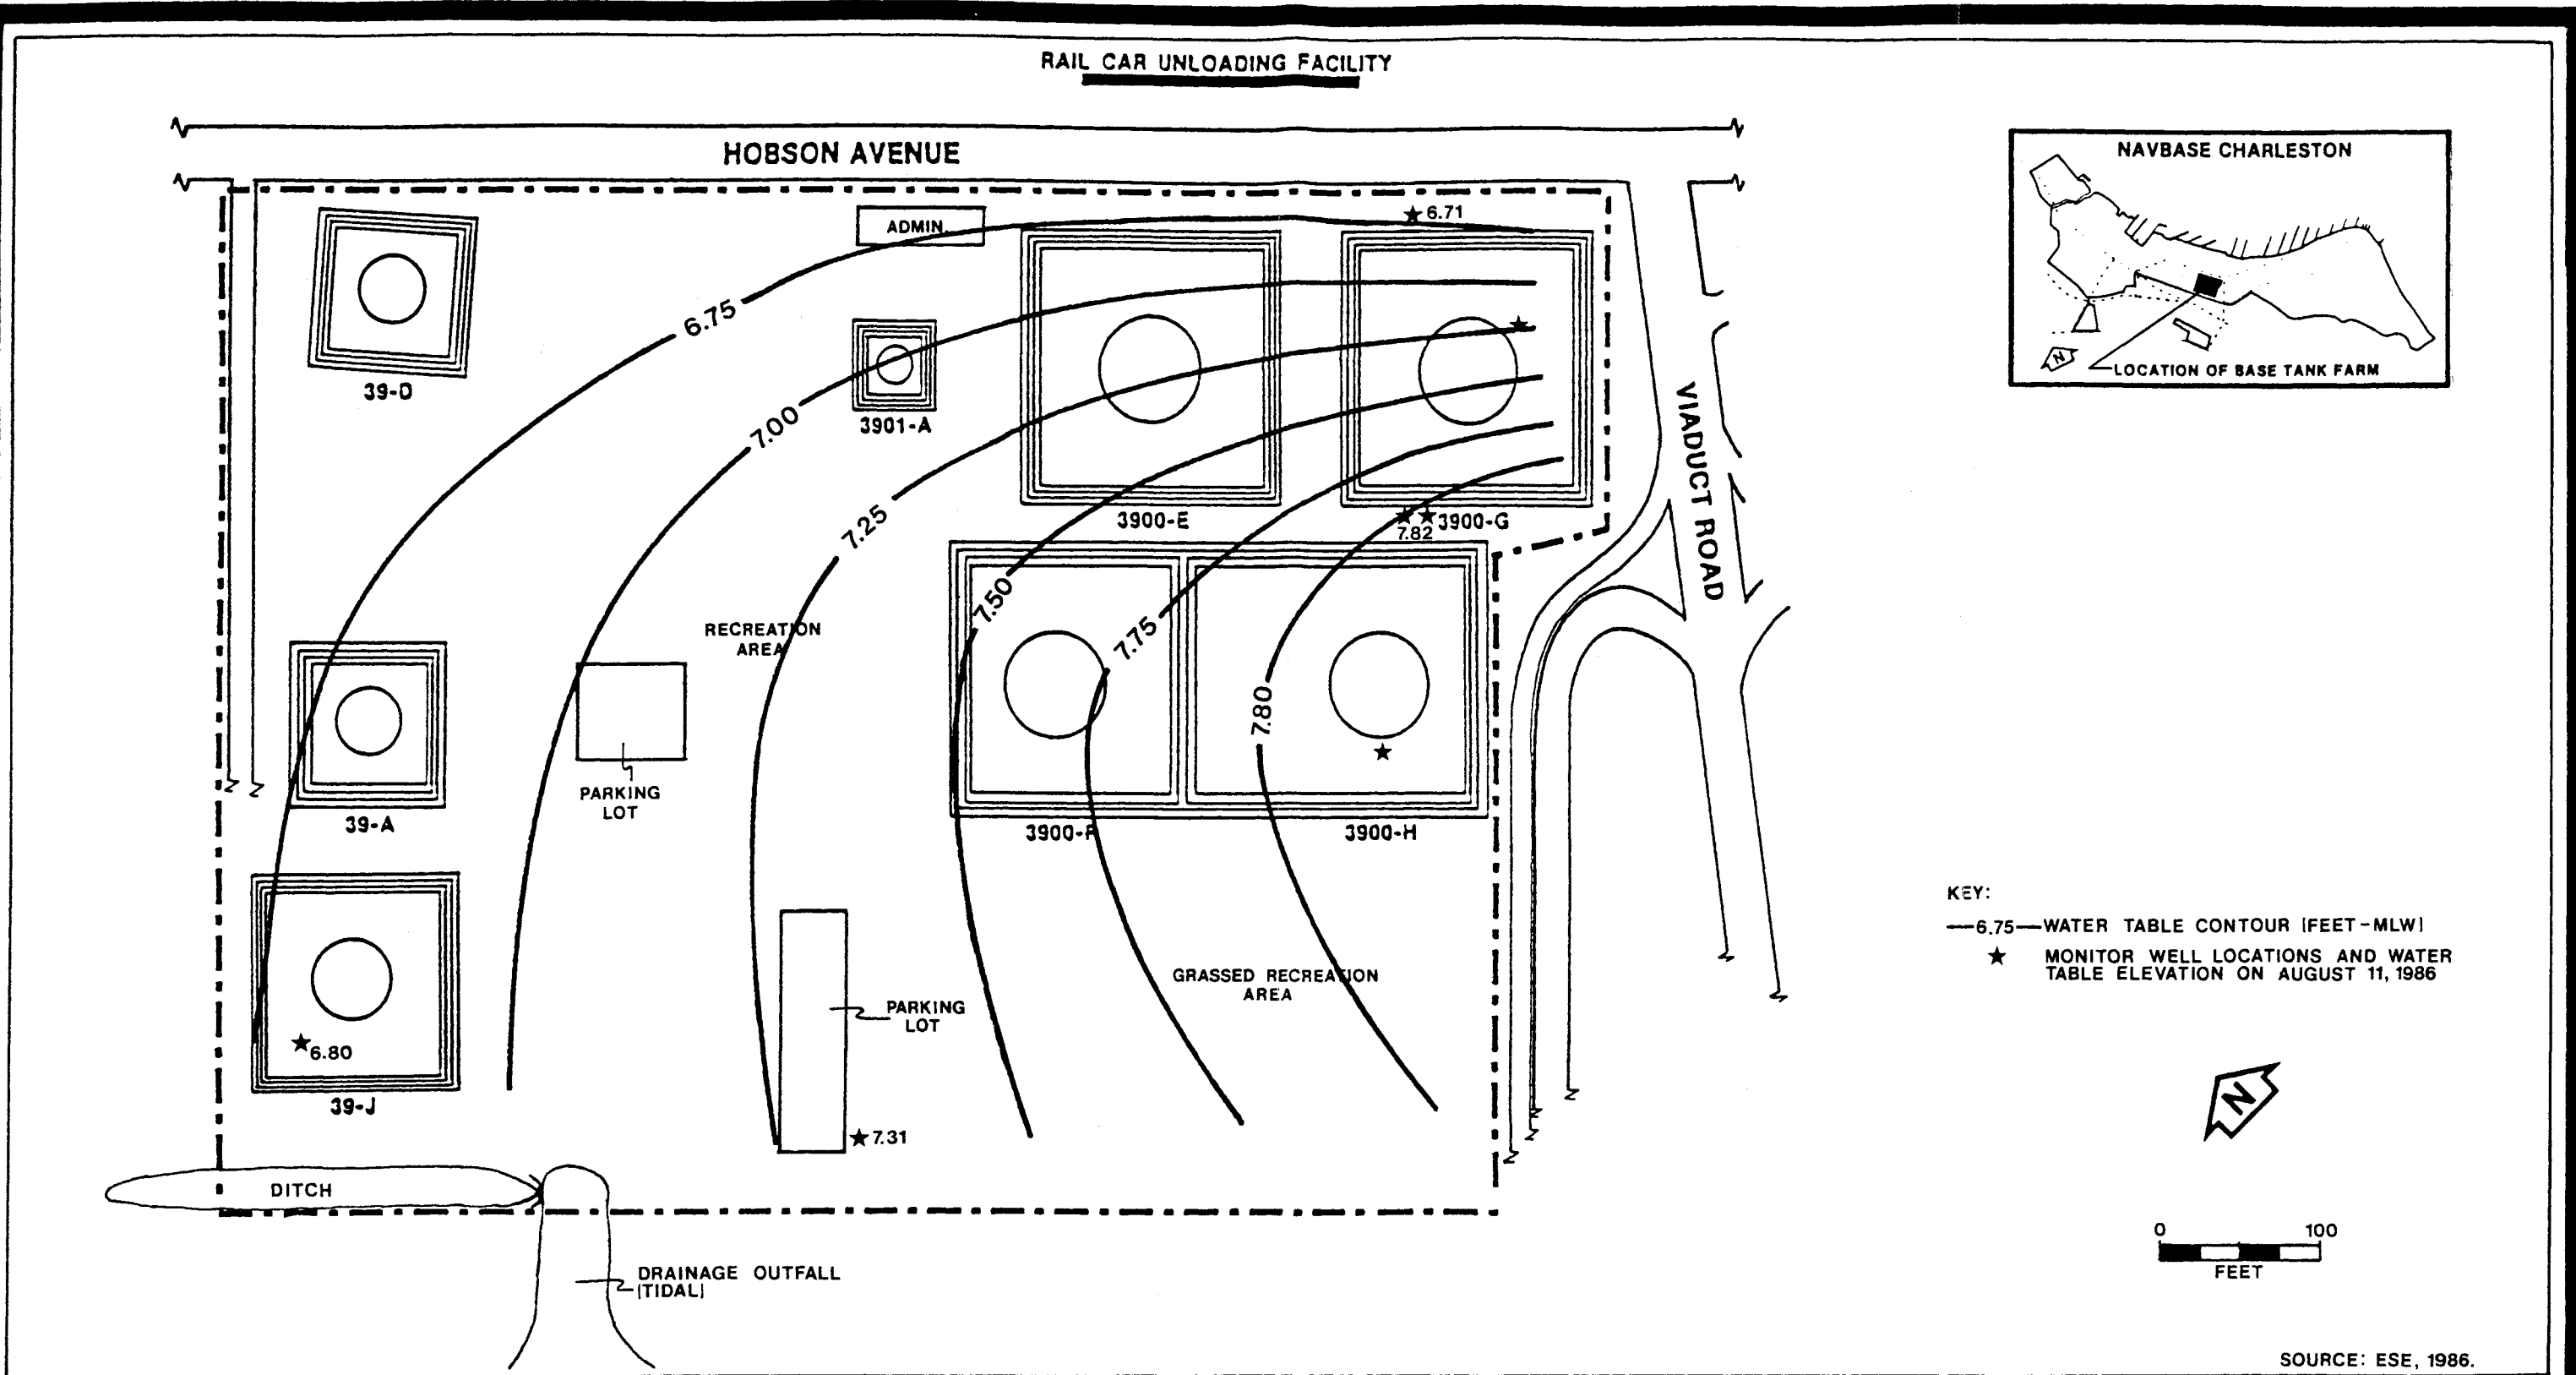 RAIL CAR UNLOADING FACILITY
HOBSON AVENUE
NAVBASE CHARLESTON
N
LOCATION OF BASE TANK FARM
ADMIN.
6.71
6.75
39-D
7.00
3901-A
7.25
3900-E
3900-G
7.82
VIADUCT ROAD
7.50
7.75
7.80
RECREATION
AREA
PARKING
LOT
39-A
3900-F
3900-H
KEY:
—6.75— WATER TABLE CONTOUR (FEET-MLW)
★ MONITOR WELL LOCATIONS AND WATER
TABLE ELEVATION ON AUGUST 11, 1986
GRASSED RECREATION
AREA
PARKING
LOT
6.80
39-J
7.31
N
DITCH
DRAINAGE OUTFALL
(TIDAL)
0 100
FEET
SOURCE: ESE, 1986.